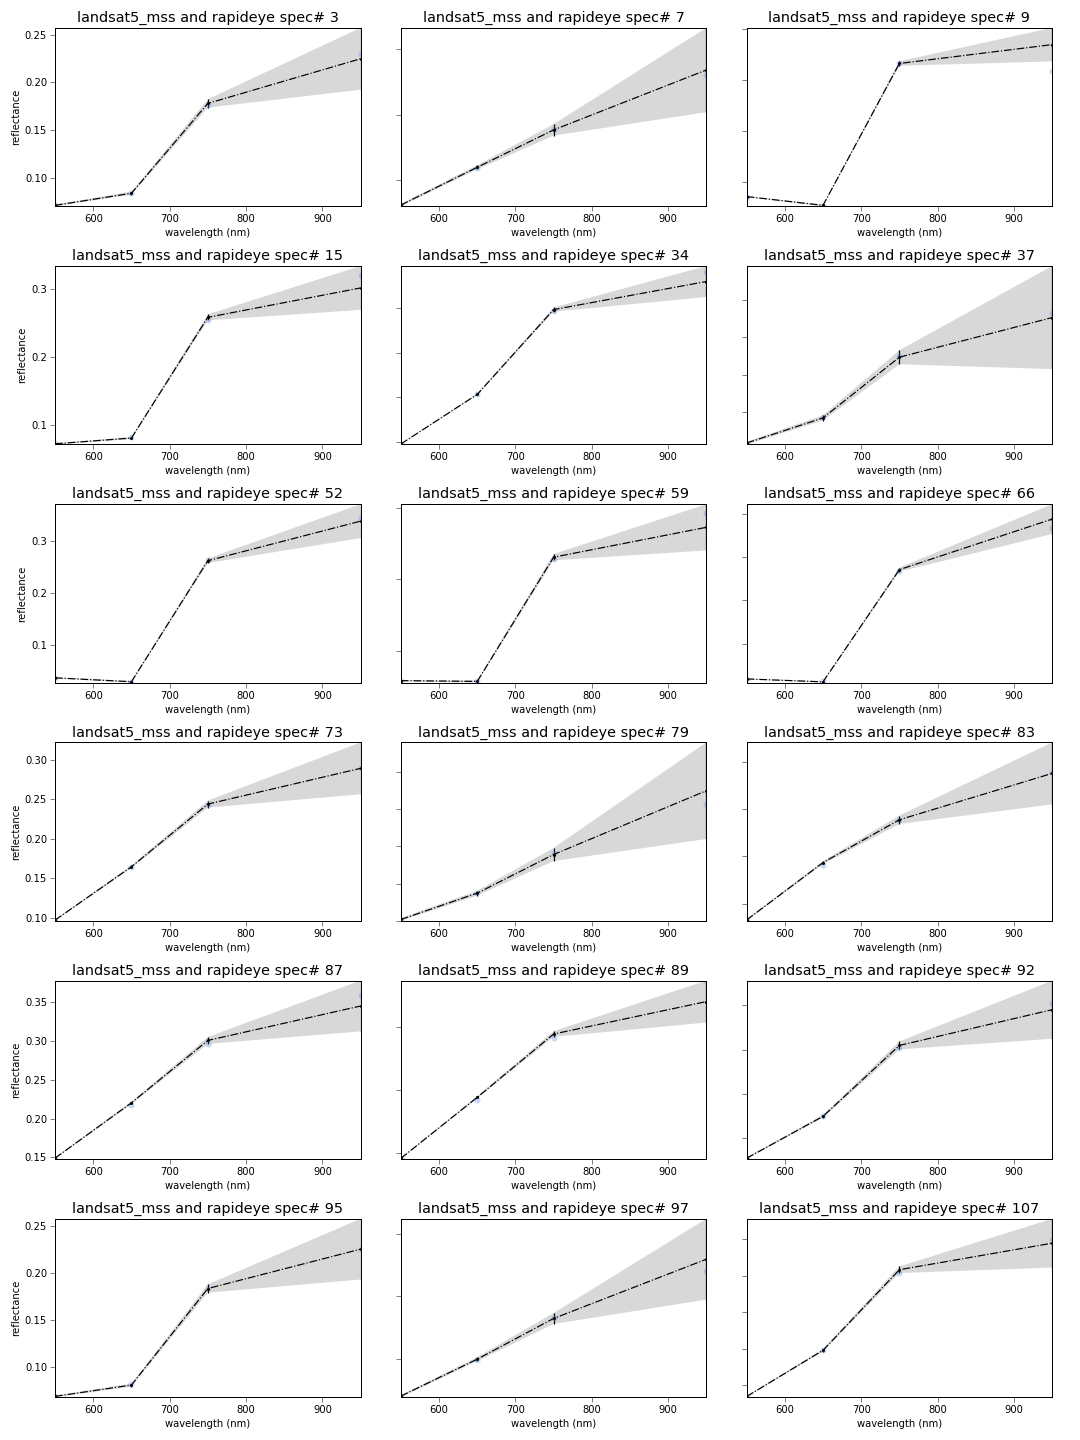 landsat5_mss and rapideye spec# 3
landsat5_mss and rapideye spec# 7
landsat5_mss and rapideye spec# 9
0.25
0.20
0.15
0.10
reflectance
600 700 800 900
600 700 800 900
600 700 800 900
wavelength (nm)
wavelength (nm)
wavelength (nm)
landsat5_mss and rapideye spec# 15
landsat5_mss and rapideye spec# 34
landsat5_mss and rapideye spec# 37
0.3
0.2
0.1
reflectance
600 700 800 900
600 700 800 900
600 700 800 900
wavelength (nm)
wavelength (nm)
wavelength (nm)
landsat5_mss and rapideye spec# 52
landsat5_mss and rapideye spec# 59
landsat5_mss and rapideye spec# 66
0.3
0.2
0.1
reflectance
600 700 800 900
600 700 800 900
600 700 800 900
wavelength (nm)
wavelength (nm)
wavelength (nm)
landsat5_mss and rapideye spec# 73
landsat5_mss and rapideye spec# 79
landsat5_mss and rapideye spec# 83
0.30
0.25
0.20
0.15
0.10
reflectance
600 700 800 900
600 700 800 900
600 700 800 900
wavelength (nm)
wavelength (nm)
wavelength (nm)
landsat5_mss and rapideye spec# 87
landsat5_mss and rapideye spec# 89
landsat5_mss and rapideye spec# 92
0.35
0.30
0.25
0.20
0.15
reflectance
600 700 800 900
600 700 800 900
600 700 800 900
wavelength (nm)
wavelength (nm)
wavelength (nm)
landsat5_mss and rapideye spec# 95
landsat5_mss and rapideye spec# 97
landsat5_mss and rapideye spec# 107
0.25
0.20
0.15
0.10
reflectance
600 700 800 900
600 700 800 900
600 700 800 900
wavelength (nm)
wavelength (nm)
wavelength (nm)